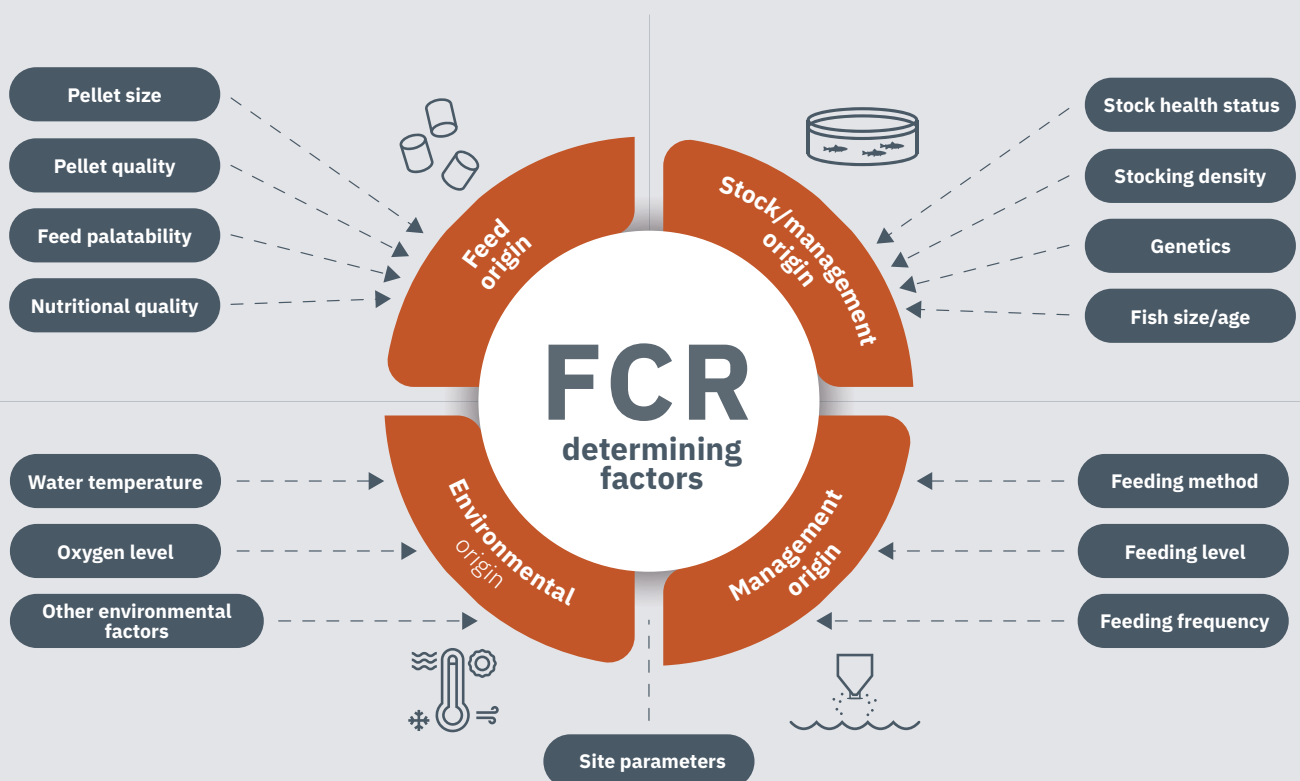 Pellet size
Pellet quality
Feed palatability
Nutritional quality
Feed
origin
Stock/management
origin
Stock health status
Stocking density
Genetics
Fish size/age
FCR
determining
factors
Water temperature
Oxygen level
Other environmental
factors
Environmental
origin
Management
origin
Feeding method
Feeding level
Feeding frequency
Site parameters